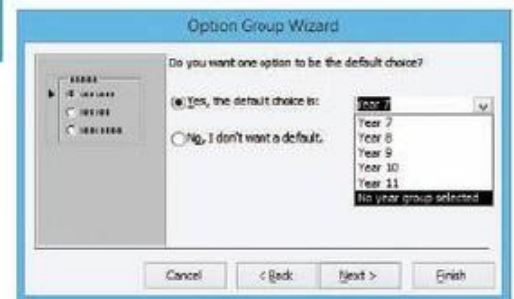 Option Group Wizard
Do you want one option to be the default choice?
Yes, the default choice is:
Year 7
No, I don't want a default.
Year 7
Year 8
Year 9
Year 10
Year 11
No year group selected
Cancel
< Back
Next >
Finish